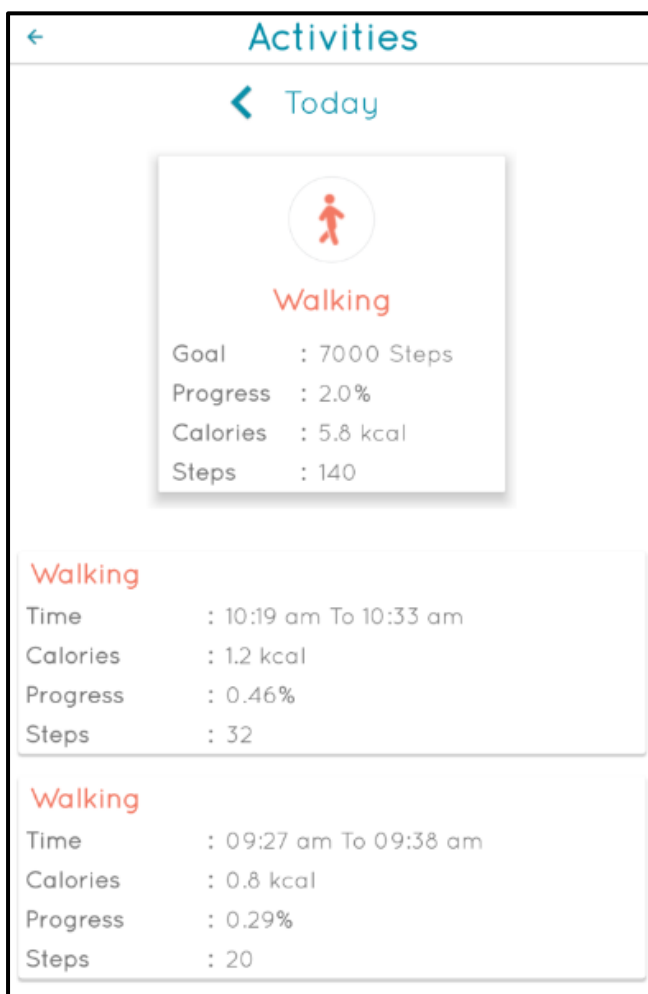 Activities
Today
Walking
Goal : 7000 Steps
Progress : 2.0%
Calories : 5.8 kcal
Steps : 140
Walking
Time : 10:19 am To 10:33 am
Calories : 1.2 kcal
Progress : 0.46%
Steps : 32
Walking
Time : 09:27 am To 09:38 am
Calories : 0.8 kcal
Progress : 0.29%
Steps : 20